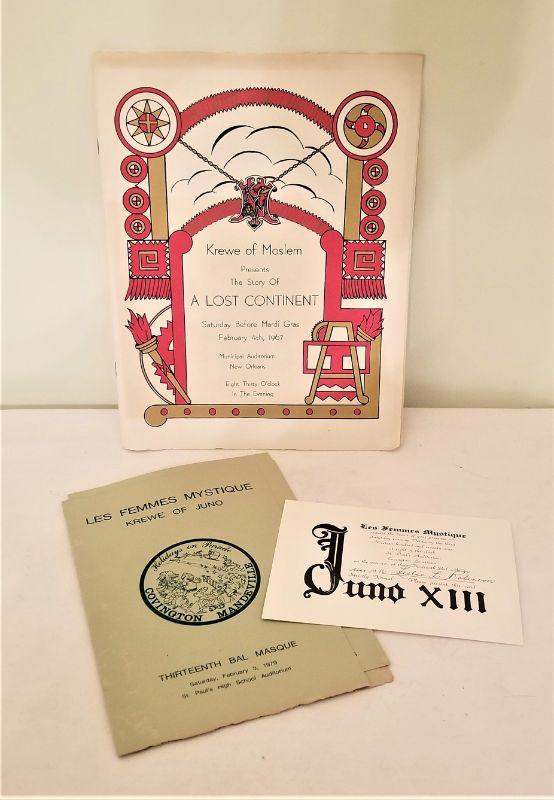 Krewe of Moslem
Presents
The Story Of
A LOST CONTINENT
Saturday Before Mardi Gras
February 4th, 1967
Municipal Auditorium
New Orleans
Eight Thirty O'clock
In The Evening
LES FEMMES MYSTIQUE
KREWE OF JUNO
Holidays on Parade
COVINGTON MANDEVILLE
THIRTEENTH BAL MASQUE
Saturday, February 3, 1979
St. Paul's High School Auditorium
Les Femmes Mystique
Juno XIII